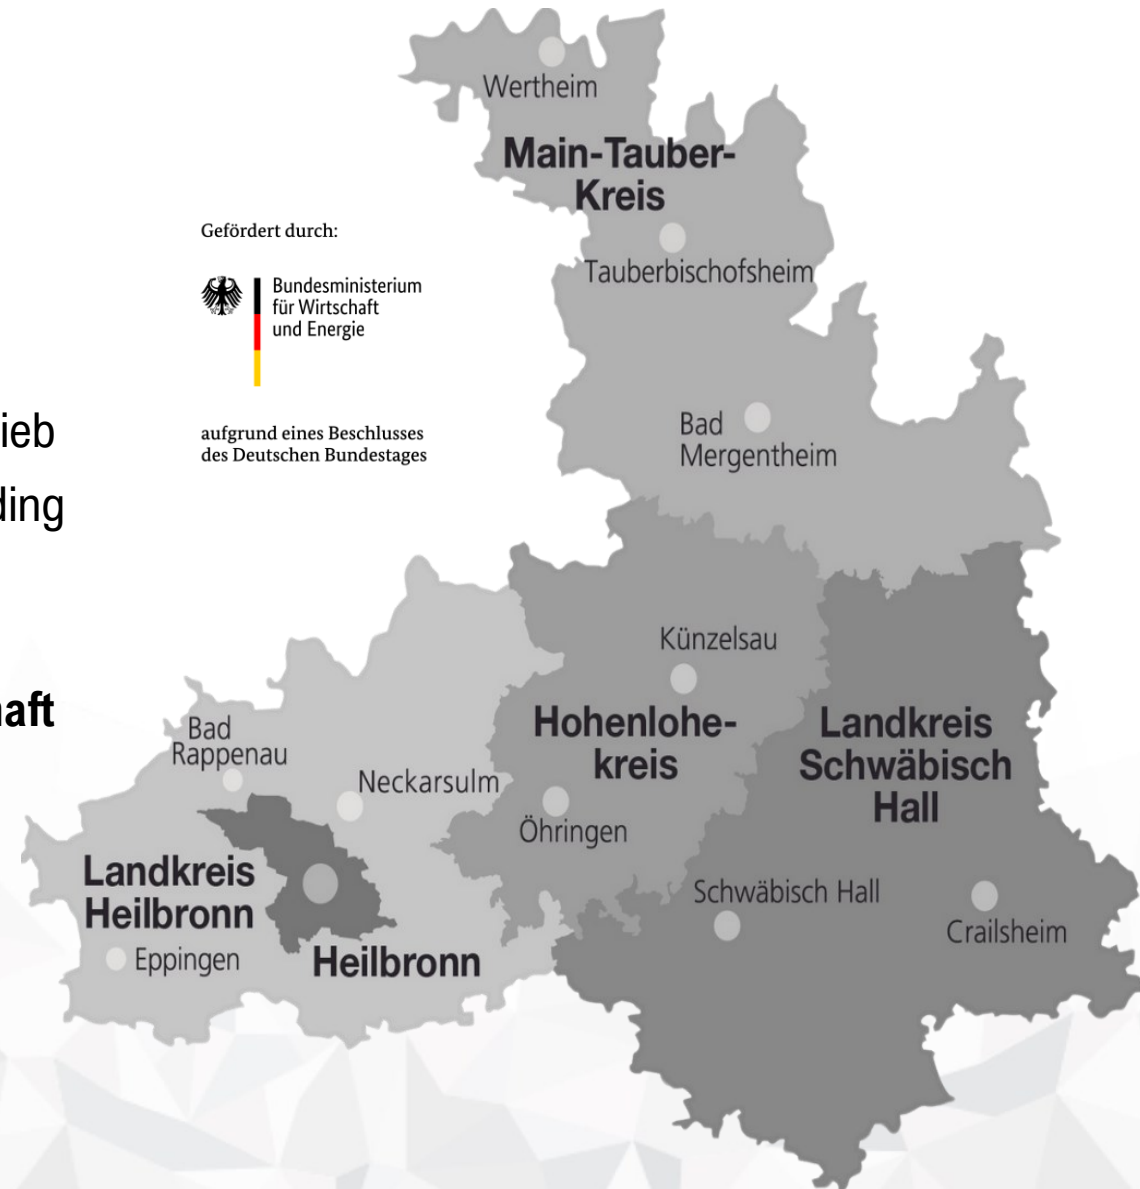 Wertheim
Main-Tauber-
Kreis
Gefördert durch:
Tauberbischofsheim
Bundesministerium
für Wirtschaft
und Energie
ieb
aufgrund eines Beschlusses
des Deutschen Bundestages
Bad
Mergentheim
ding
Künzelsau
aft
Hohenlohe-
kreis
Landkreis
Schwäbisch
Hall
Bad
Rappenau
Neckarsulm
Öhringen
Landkreis
Heilbronn
Schwäbisch Hall
Crailsheim
Eppingen
Heilbronn